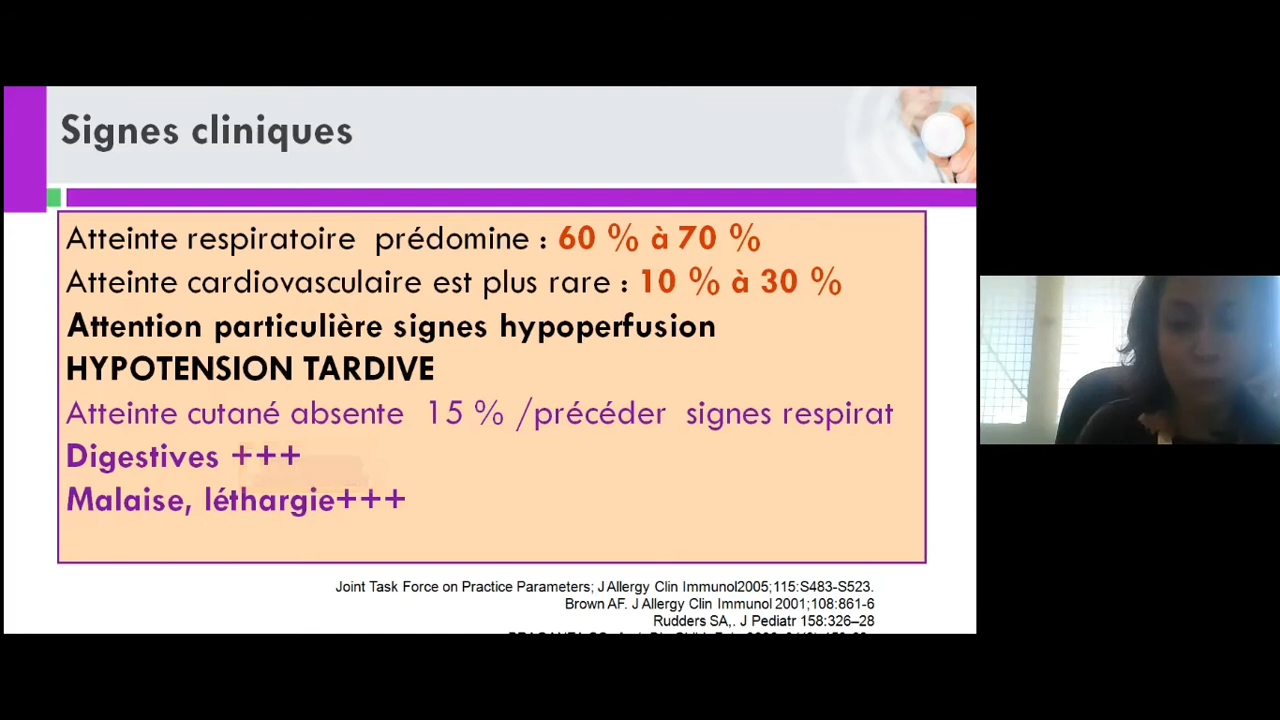 Signes cliniques
Atteinte respiratoire prédomine : 60 % à 70 %
Atteinte cardiovasculaire est plus rare : 10 % à 30 %
Attention particulière signes hypoperfusion
HYPOTENSION TARDIVE
Atteinte cutané absente 15 % /précéder signes respirat
Digestives +++
Malaise, léthargie+++
Joint Task Force on Practice Parameters; J Allergy Clin Immunol2005;115:S483-S523.
Brown AF. J Allergy Clin Immunol 2001;108:861-6
Rudders SA,. J Pediatr 158:326–28